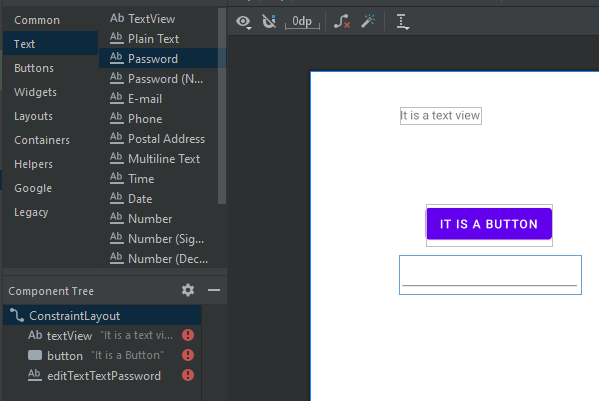 Common
Text
Buttons
Widgets
Layouts
Containers
Helpers
Google
Legacy
Ab TextView
Ab Plain Text
Ab Password
Ab Password (N...
Ab E-mail
Ab Phone
Ab Postal Address
Ab Multiline Text
Ab Time
Ab Date
Ab Number
Ab Number (Sig...
Ab Number (Dec...
Component Tree
ConstraintLayout
Ab textView "It is a text vi...
button "It is a Button"
Ab editTextTextPassword
0dp
It is a text view
IT IS A BUTTON